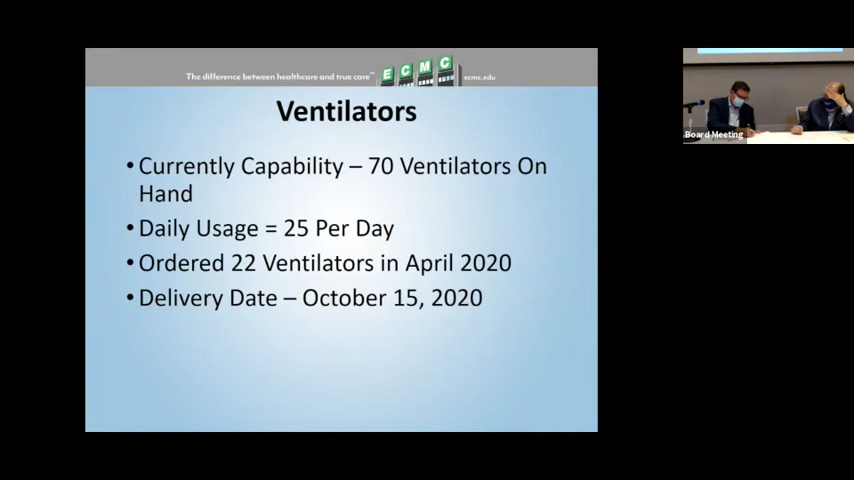 The difference between healthcare and true care™
ECMC
ecmc.edu
Ventilators
• Currently Capability – 70 Ventilators On
Hand
• Daily Usage = 25 Per Day
• Ordered 22 Ventilators in April 2020
• Delivery Date – October 15, 2020
Board Meeting